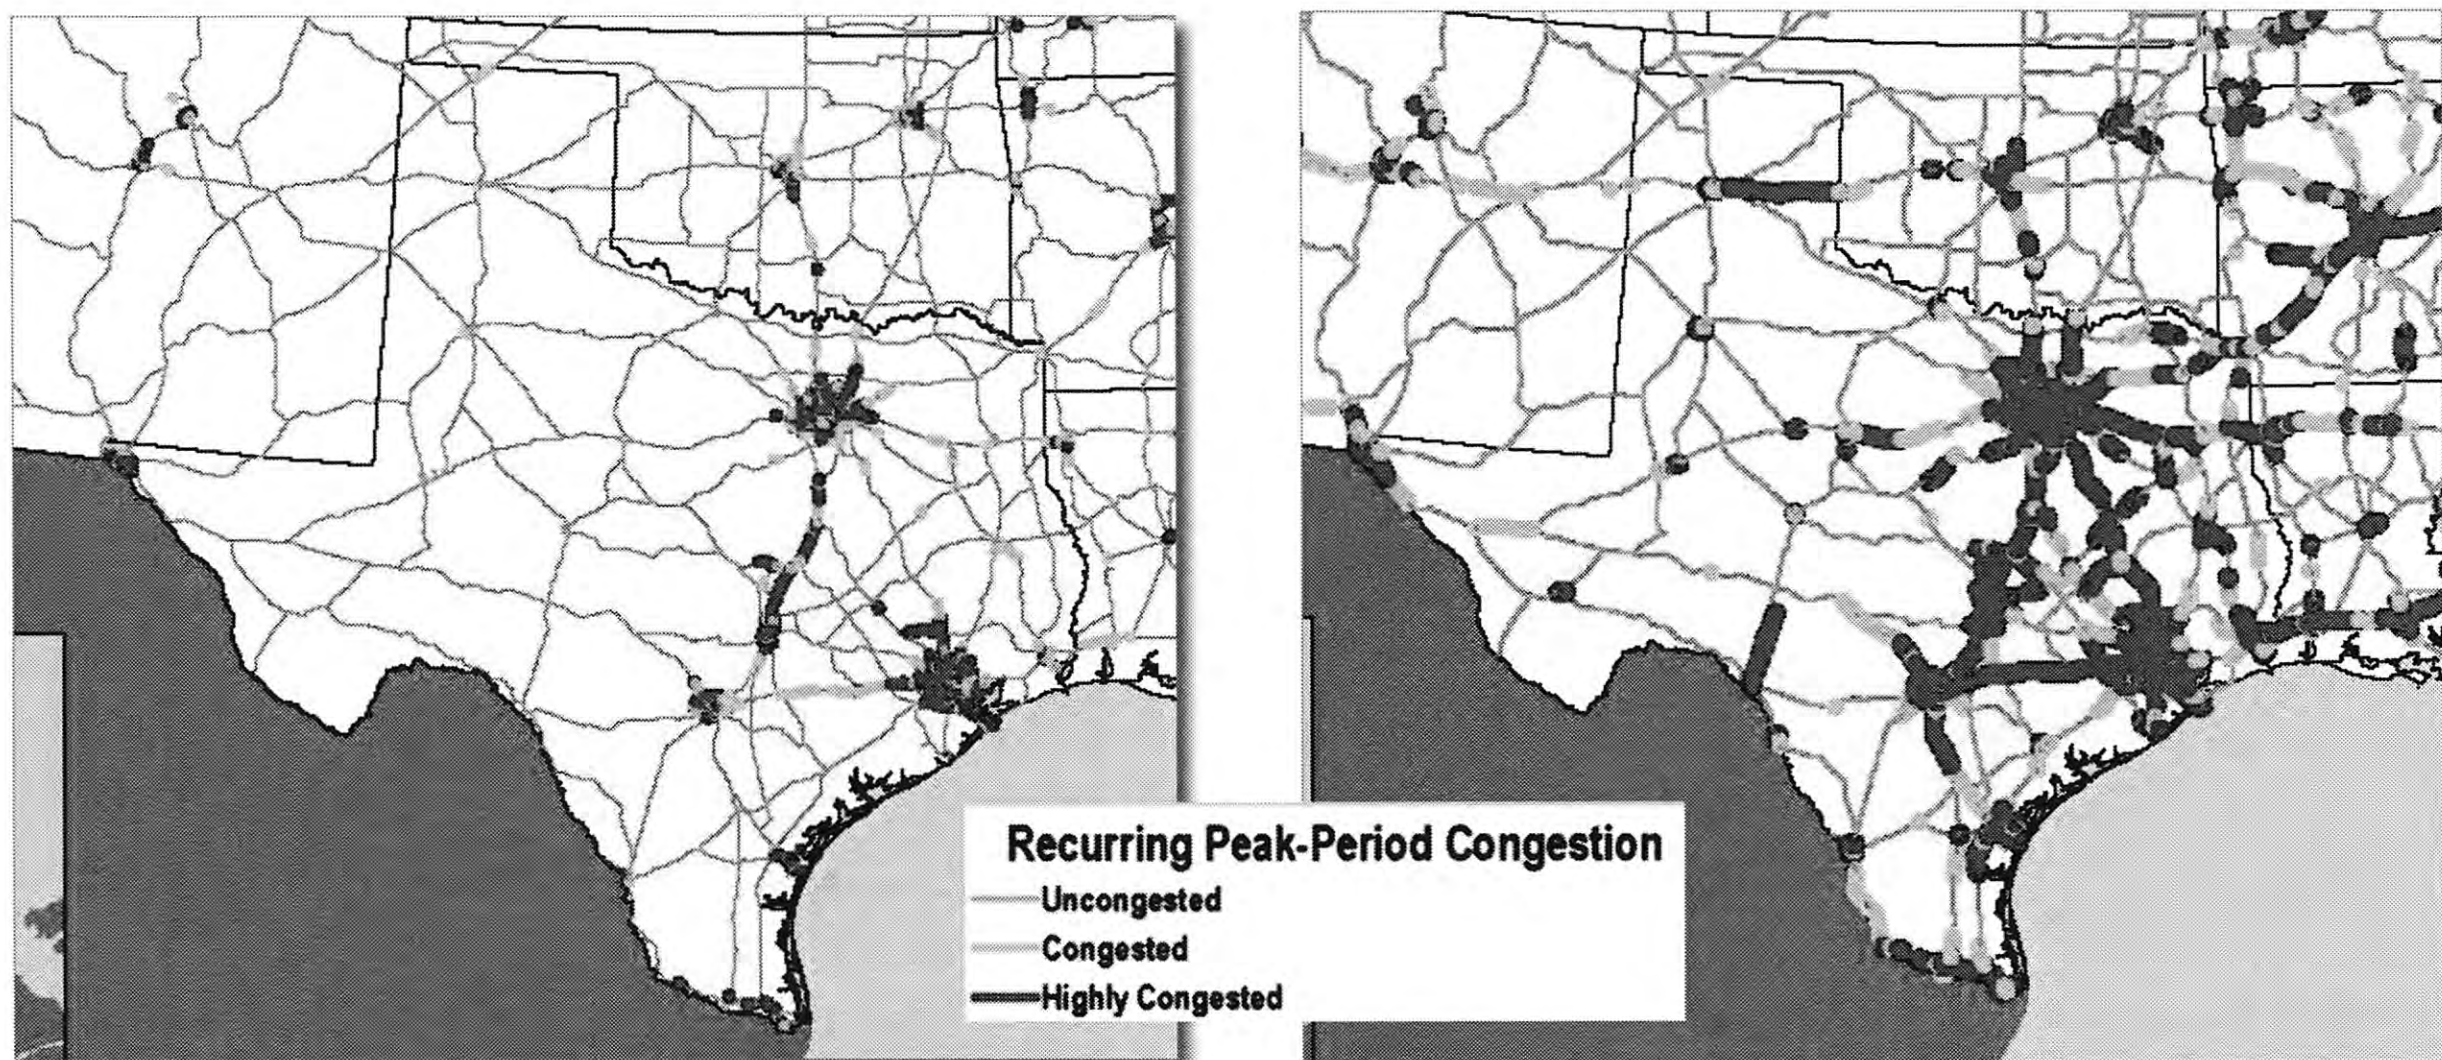 Recurring Peak-Period Congestion
Uncongested
Congested
Highly Congested